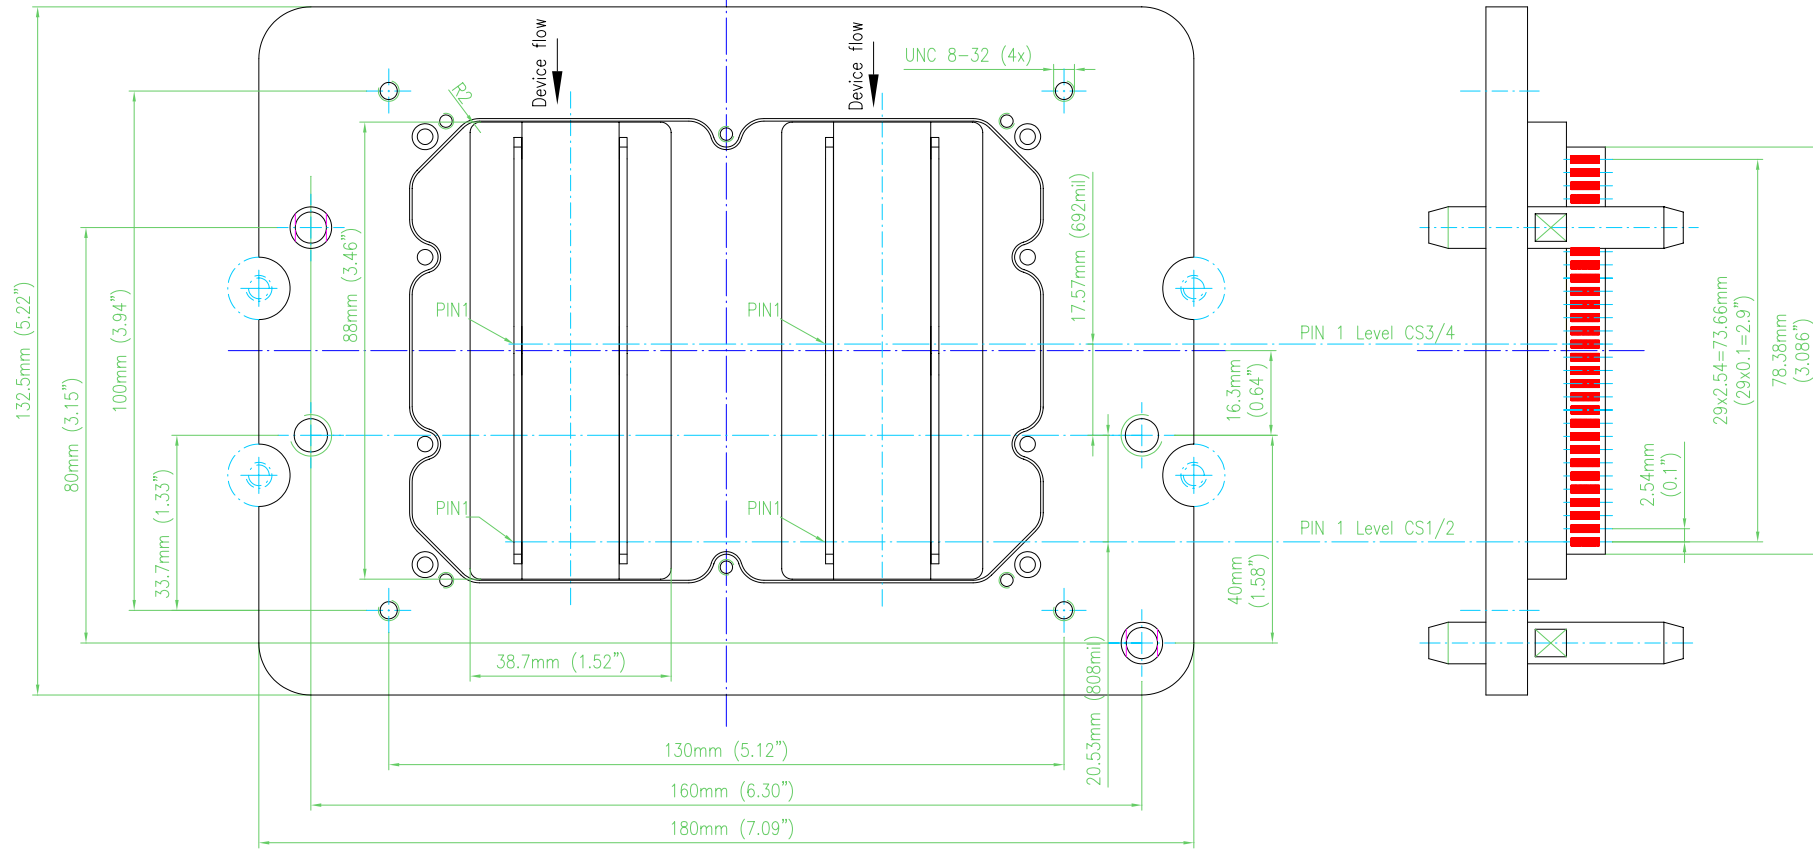 Device flow
Device flow
UNC 8-32 (4x)
R2
132.5mm (5.22")
100mm (3.94")
80mm (3.15")
33.7mm (1.33")
88mm (3.46")
17.57mm (692mil)
PIN1
PIN1
PIN 1 Level CS3/4
16.3mm
(0.64")
29x2.54=73.66mm
(29x0.1=2.9")
78.38mm
(3.086")
2.54mm
(0.1")
PIN1
PIN1
PIN 1 Level CS1/2
40mm
(1.58")
38.7mm (1.52")
20.53mm (808mil)
130mm (5.12")
160mm (6.30")
180mm (7.09")